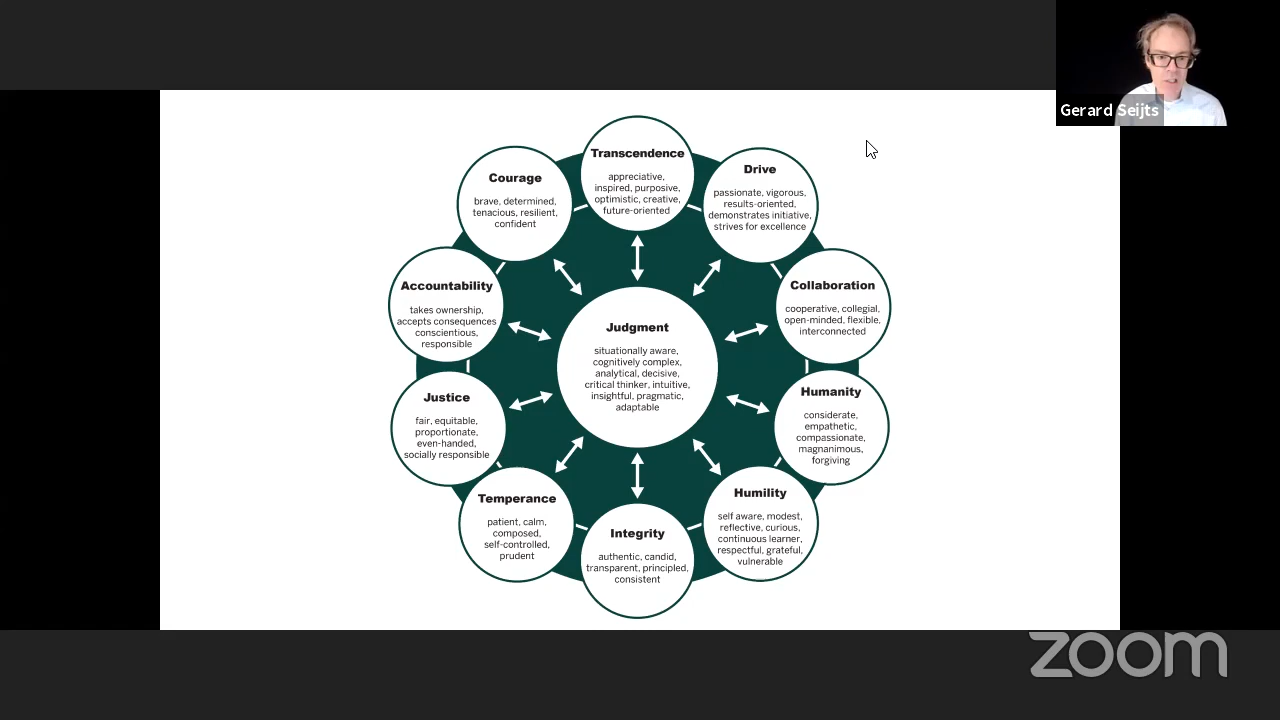 Gerard Seijts
Transcendence
appreciative,
inspired, purposive,
optimistic, creative,
future-oriented
Drive
passionate, vigorous,
results-oriented,
demonstrates initiative,
strives for excellence
Collaboration
cooperative, collegial,
open-minded, flexible,
interconnected
Humanity
considerate,
empathetic,
compassionate,
magnanimous,
forgiving
Humility
self aware, modest,
reflective, curious,
continuous learner,
respectful, grateful,
vulnerable
Integrity
authentic, candid,
transparent, principled,
consistent
Temperance
patient, calm,
composed,
self-controlled,
prudent
Justice
fair, equitable,
proportionate,
even-handed,
socially responsible
Accountability
takes ownership,
accepts consequences
conscientious,
responsible
Courage
brave, determined,
tenacious, resilient,
confident
Judgment
situationally aware,
cognitively complex,
analytical, decisive,
critical thinker, intuitive,
insightful, pragmatic,
adaptable
zoom